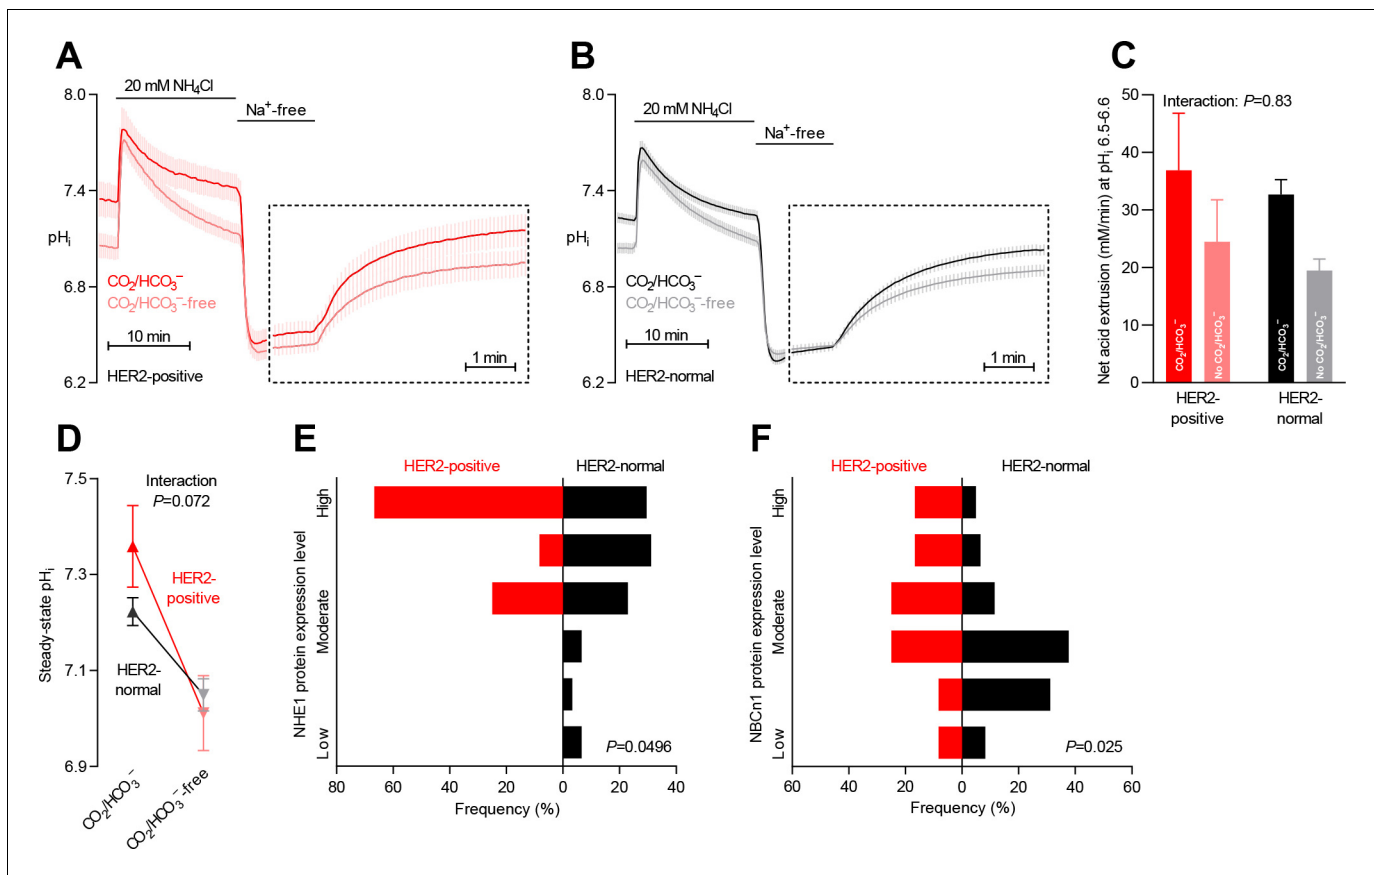 A
20 mM NH₄Cl
Na⁺-free
8.0
7.4
pHᵢ
6.8
6.2
CO₂/HCO₃⁻
CO₂/HCO₃⁻-free
10 min
HER2-positive
1 min
B
20 mM NH₄Cl
Na⁺-free
8.0
7.4
pHᵢ
6.8
6.2
CO₂/HCO₃⁻
CO₂/HCO₃⁻-free
10 min
HER2-normal
1 min
C
Net acid extrusion (mM/min) at pHᵢ 6.5-6.6
50
40
30
20
10
0
Interaction: P=0.83
CO₂/HCO₃⁻
No CO₂/HCO₃⁻
CO₂/HCO₃⁻
No CO₂/HCO₃⁻
HER2-
positive
HER2-
normal
D
Steady-state pHᵢ
7.5
7.3
7.1
6.9
Interaction
P=0.072
HER2-
positive
HER2-
normal
CO₂/HCO₃⁻
CO₂/HCO₃⁻-free
E
HER2-positive
HER2-normal
NHE1 protein expression level
High
Moderate
Low
P=0.0496
80
60
40
20
0
20
40
Frequency (%)
F
HER2-positive
HER2-normal
NBCn1 protein expression level
High
Moderate
Low
P=0.025
60
40
20
0
20
40
60
Frequency (%)